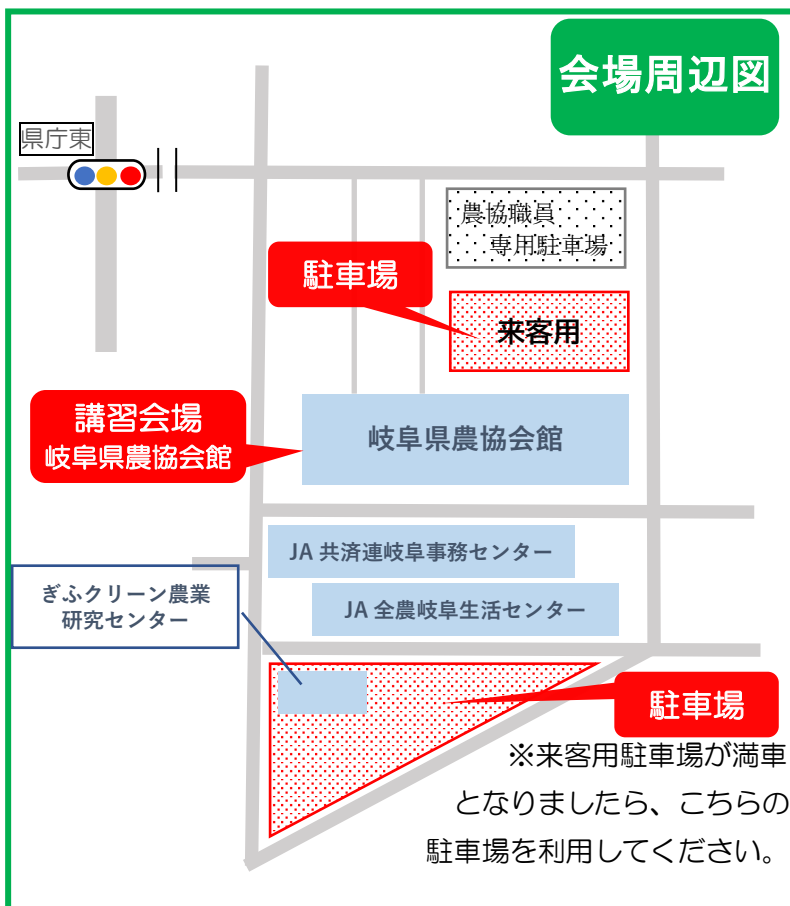 会場周辺図
県庁東
農協職員
専用駐車場
駐車場
来客用
講習会場
岐阜県農協会館
岐阜県農協会館
JA 共済連岐阜事務センター
ぎふクリーン農業
研究センター
JA 全農岐阜生活センター
駐車場
※来客用駐車場が満車
となりましたら、こちらの
駐車場を利用してください。